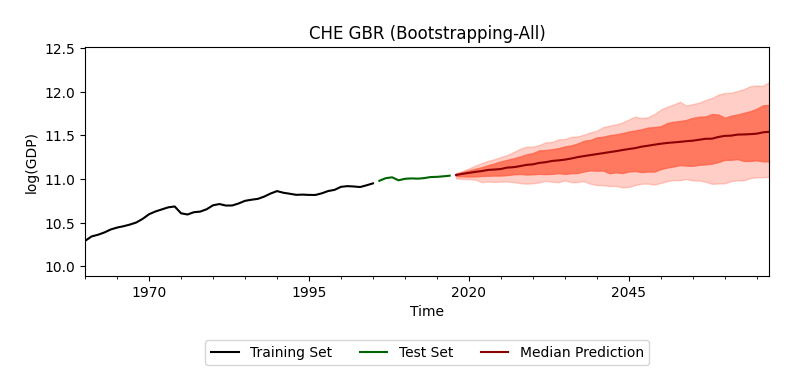 CHE GBR (Bootstrapping-All)
12.5
12.0
11.5
11.0
10.5
10.0
log(GDP)
1970 1995 2020 2045
Time
Training Set Test Set Median Prediction